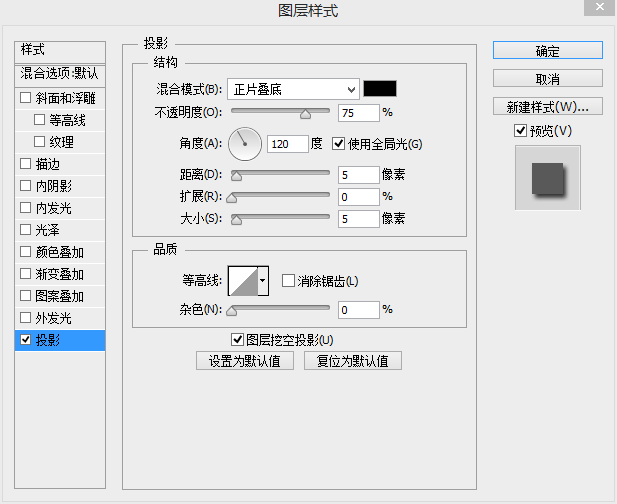 图层样式
样式
混合选项:默认
斜面和浮雕
等高线
纹理
描边
内阴影
内发光
光泽
颜色叠加
渐变叠加
图案叠加
外发光
投影
投影
结构
混合模式(B): 正片叠底
不透明度(O): 75 %
角度(A): 120 度 使用全局光(G)
距离(D): 5 像素
扩展(R): 0 %
大小(S): 5 像素
品质
等高线: 消除锯齿(L)
杂色(N): 0 %
图层挖空投影(U)
设置为默认值 复位为默认值
确定
取消
新建样式(W)...
预览(V)